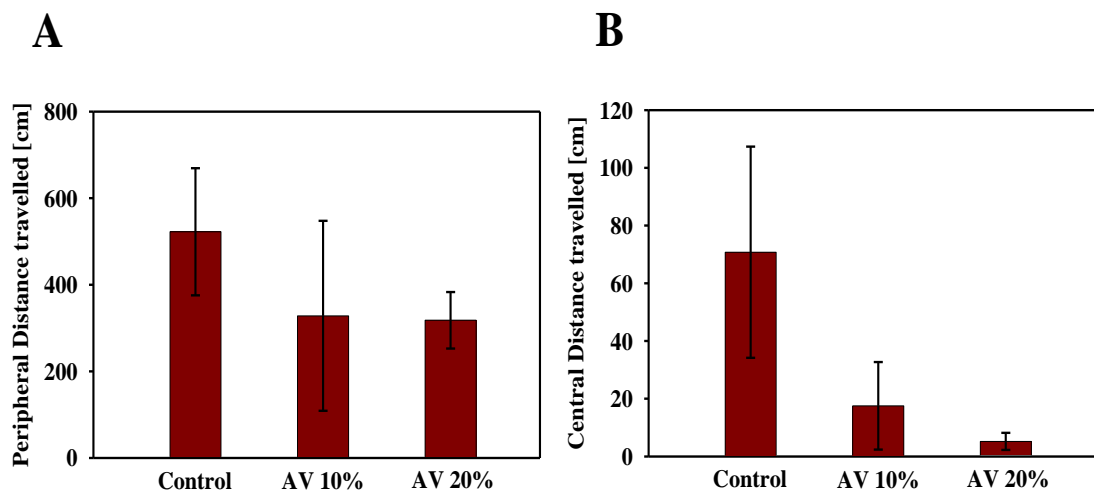 A
Peripheral Distance travelled [cm]
800
600
400
200
0
Control AV 10% AV 20%
B
Central Distance travelled [cm]
120
100
80
60
40
20
0
Control AV 10% AV 20%